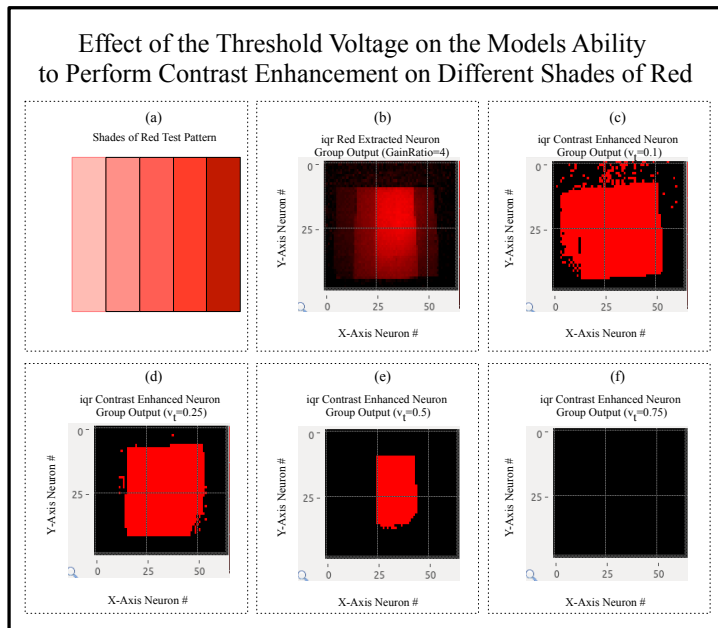 Effect of the Threshold Voltage on the Models Ability
to Perform Contrast Enhancement on Different Shades of Red
(a)
Shades of Red Test Pattern
(b)
iqr Red Extracted Neuron
Group Output (GainRatio=4)
0
25
Y-Axis Neuron #
0 25 50
X-Axis Neuron #
(c)
iqr Contrast Enhanced Neuron
Group Output (vt=0.1)
0
25
Y-Axis Neuron #
0 25 50
X-Axis Neuron #
(d)
iqr Contrast Enhanced Neuron
Group Output (vt=0.25)
0
25
Y-Axis Neuron #
0 25 50
X-Axis Neuron #
(e)
iqr Contrast Enhanced Neuron
Group Output (vt=0.5)
0
25
Y-Axis Neuron #
0 25 50
X-Axis Neuron #
(f)
iqr Contrast Enhanced Neuron
Group Output (vt=0.75)
0
25
Y-Axis Neuron #
0 25 50
X-Axis Neuron #